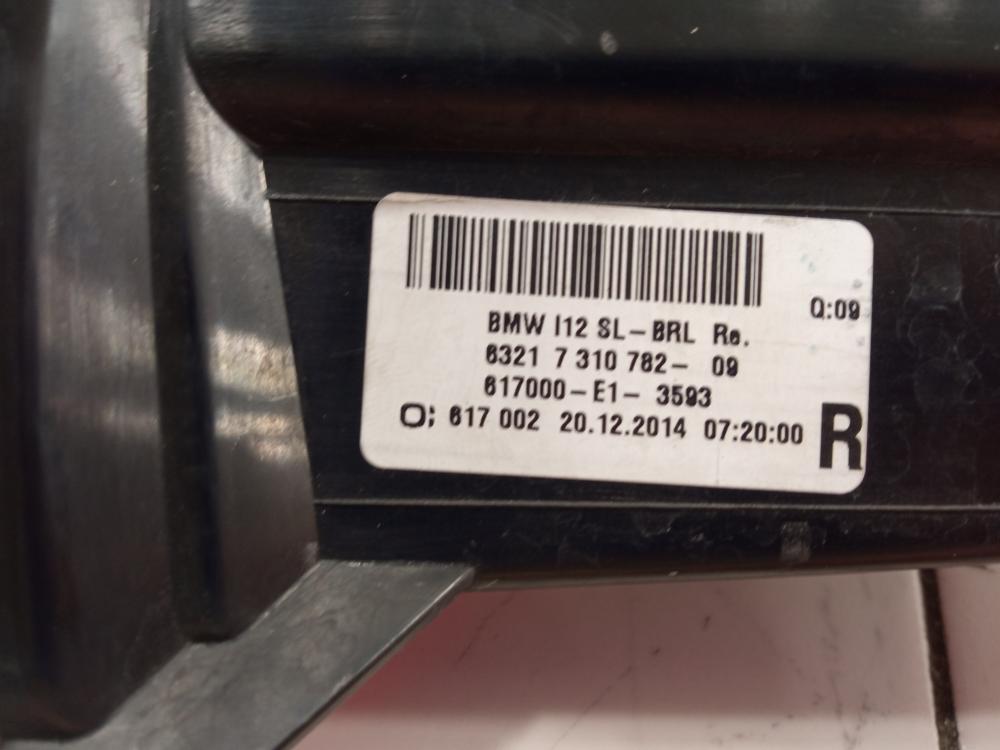 Q:09
BMW I12 SL-BRL Re.
6321 7 310 782- 09
617000-E1- 3593
O; 617 002 20.12.2014 07:20:00
R